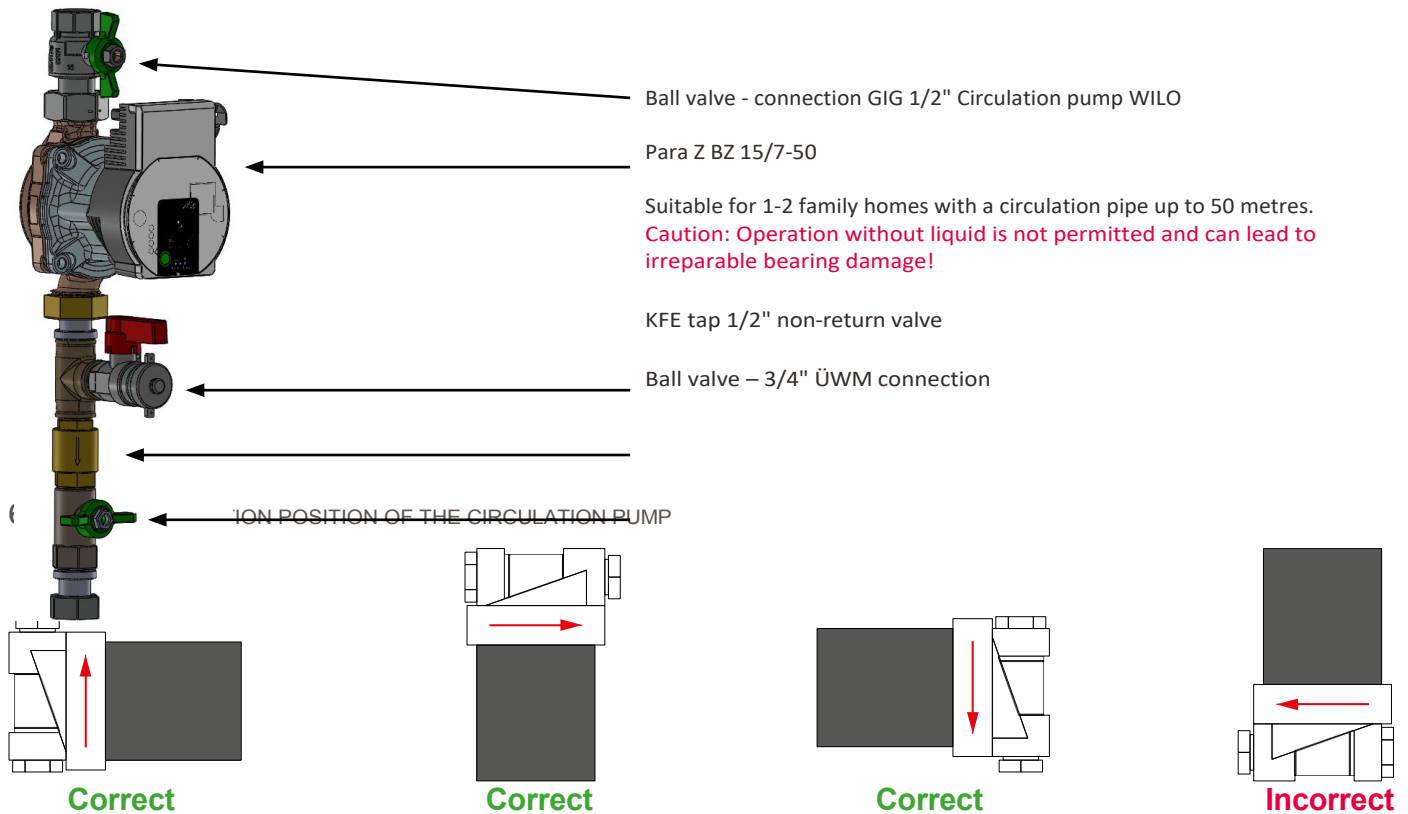 Ball valve - connection GIG 1/2" Circulation pump WILO
Para Z BZ 15/7-50
Suitable for 1-2 family homes with a circulation pipe up to 50 metres.
Caution: Operation without liquid is not permitted and can lead to
irreparable bearing damage!
KFE tap 1/2" non-return valve
Ball valve – 3/4" ÜWM connection
POSITION OF THE CIRCULATION PUMP
Correct
Correct
Correct
Incorrect